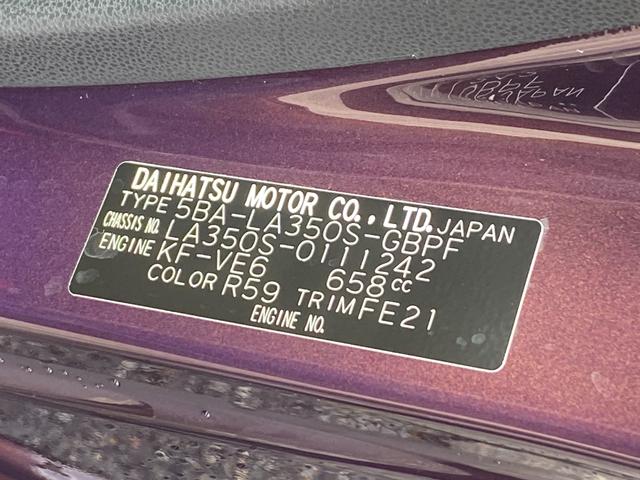 DAIHATSU MOTOR CO., LTD. JAPAN
TYPE 5BA-LA350S-GBPF
CHASSIS NO. LA350S-0111242
ENGINE KF-VE6 658cc
COLOR R59 TRIM FE21
ENGINE NO.